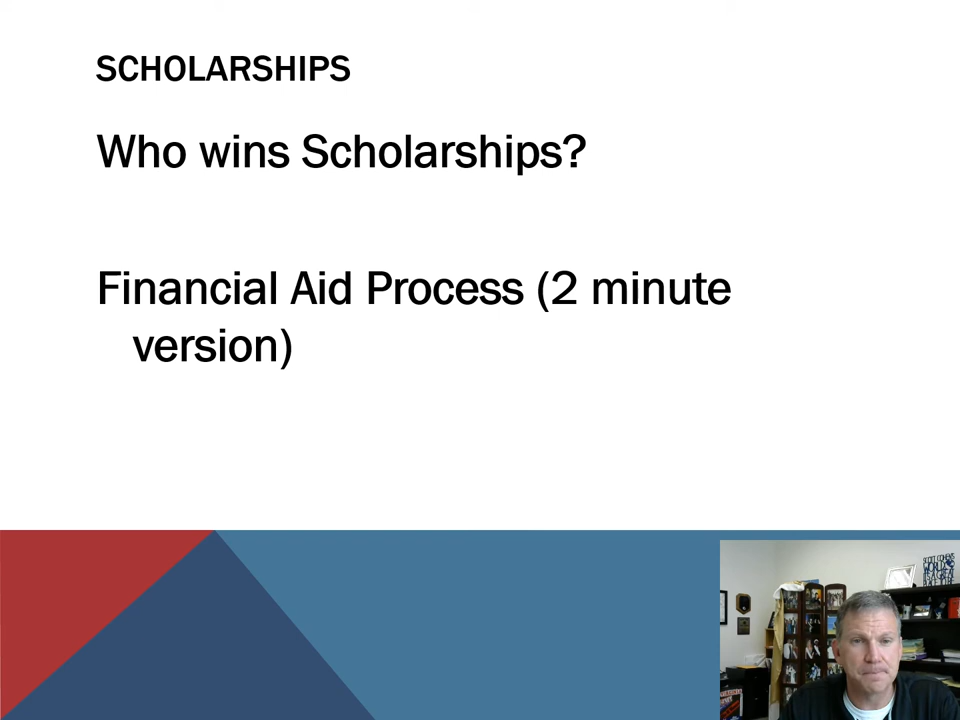 SCHOLARSHIPS
Who wins Scholarships?
Financial Aid Process (2 minute
version)